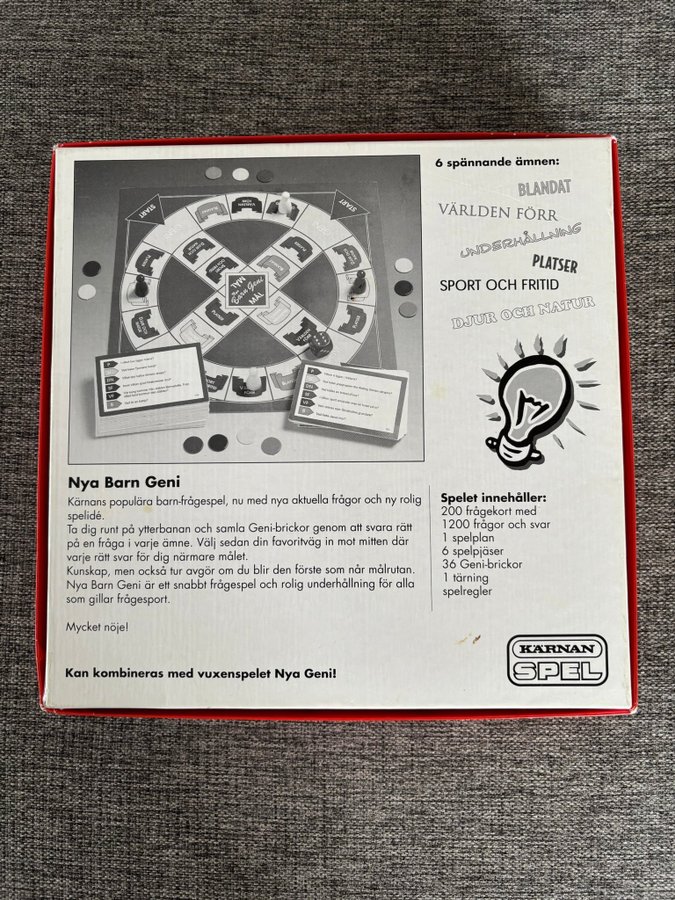 6 spännande ämnen:
BLANDAT
VÄRLDEN FÖRR
UNDERHÅLLNING
PLATSER
SPORT OCH FRITID
DJUR OCH NATUR
START
START
Nya
Barn Geni
MÅL
Nya Barn Geni
Kärnans populära barn-frågespel, nu med nya aktuella frågor och ny rolig
spelidé.
Ta dig runt på ytterbanan och samla Geni-brickor genom att svara rätt
på en fråga i varje ämne. Välj sedan din favoritväg in mot mitten där
varje rätt svar för dig närmare målet.
Kunskap, men också tur avgör om du blir den förste som når målrutan.
Nya Barn Geni är ett snabbt frågespel och rolig underhållning för alla
som gillar frågesport.
Mycket nöje!
Kan kombineras med vuxenspelet Nya Geni!
Spelet innehåller:
200 frågekort med
1200 frågor och svar
1 spelplan
6 spelpjäser
36 Geni-brickor
1 tärning
spelregler
KÄRNAN
SPEL